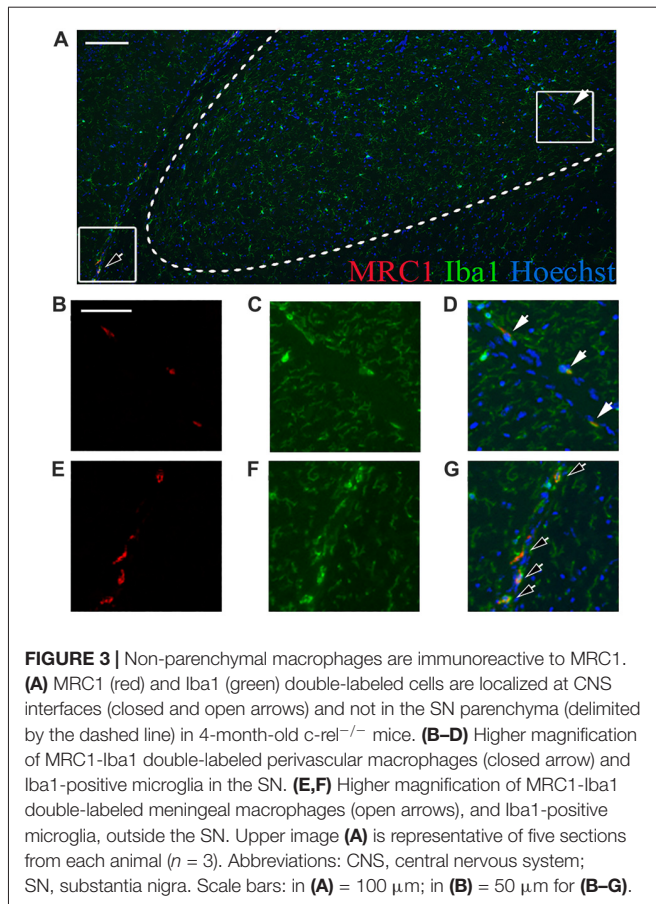 A
MRC1 Iba1 Hoechst
B
C
D
E
F
G
FIGURE 3 | Non-parenchymal macrophages are immunoreactive to MRC1.
(A) MRC1 (red) and Iba1 (green) double-labeled cells are localized at CNS
interfaces (closed and open arrows) and not in the SN parenchyma (delimited
by the dashed line) in 4-month-old c-rel−/− mice. (B–D) Higher magnification
of MRC1-Iba1 double-labeled perivascular macrophages (closed arrow) and
Iba1-positive microglia in the SN. (E,F) Higher magnification of MRC1-Iba1
double-labeled meningeal macrophages (open arrows), and Iba1-positive
microglia, outside the SN. Upper image (A) is representative of five sections
from each animal (n = 3). Abbreviations: CNS, central nervous system;
SN, substantia nigra. Scale bars: in (A) = 100 μm; in (B) = 50 μm for (B–G).